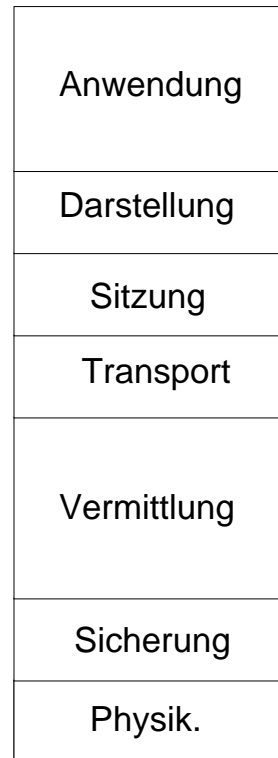 Anwendung
Darstellung
Sitzung
Transport
Vermittlung
Sicherung
Physik.